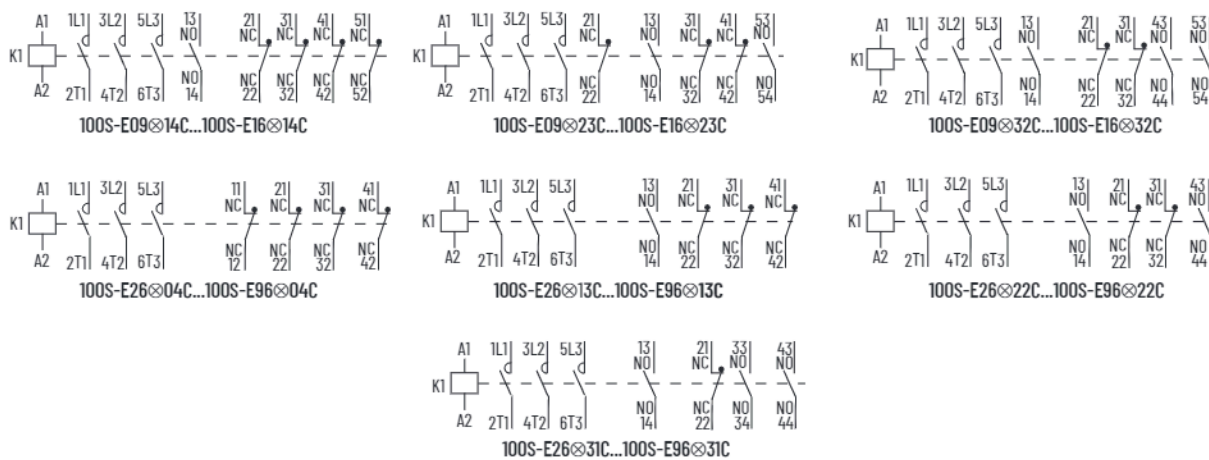 A1 1L1 3L2 5L3 13 21 31 41 51
NO NC NC NC NC
K1
A2 2T1 4T2 6T3 NO NC NC NC NC
14 22 32 42 52
100S-E09⊗14C...100S-E16⊗14C
A1 1L1 3L2 5L3 21 13 31 41 53
NC NO NC NC NO
K1
A2 2T1 4T2 6T3 NC NO NC NC NO
22 14 32 42 54
100S-E09⊗23C...100S-E16⊗23C
A1 1L1 3L2 5L3 13 21 31 43 53
NO NC NC NO NO
K1
A2 2T1 4T2 6T3 NO NC NC NO NO
14 22 32 44 54
100S-E09⊗32C...100S-E16⊗32C
A1 1L1 3L2 5L3 11 21 31 41
NC NC NC NC
K1
A2 2T1 4T2 6T3 NC NC NC NC
12 22 32 42
100S-E26⊗04C...100S-E96⊗04C
A1 1L1 3L2 5L3 13 21 31 41
NO NC NC NC
K1
A2 2T1 4T2 6T3 NO NC NC NC
14 22 32 42
100S-E26⊗13C...100S-E96⊗13C
A1 1L1 3L2 5L3 13 21 31 43
NO NC NC NO
K1
A2 2T1 4T2 6T3 NO NC NC NO
14 22 32 44
100S-E26⊗22C...100S-E96⊗22C
A1 1L1 3L2 5L3 13 21 33 43
NO NC NO NO
K1
A2 2T1 4T2 6T3 NO NC NO NO
14 22 34 44
100S-E26⊗31C...100S-E96⊗31C